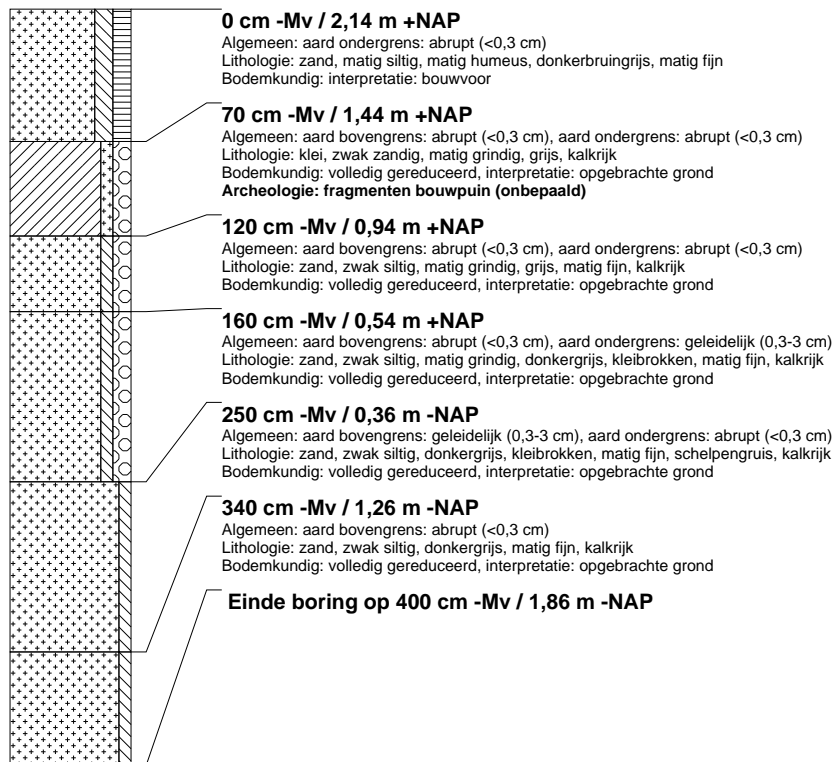 0 cm -Mv / 2,14 m +NAP
Algemeen: aard ondergrens: abrupt (<0,3 cm)
Lithologie: zand, matig siltig, matig humeus, donkerbruingrijs, matig fijn
Bodemkundig: interpretatie: bouwvoor
70 cm -Mv / 1,44 m +NAP
Algemeen: aard bovengrens: abrupt (<0,3 cm), aard ondergrens: abrupt (<0,3 cm)
Lithologie: klei, zwak zandig, matig grindig, grijs, kalkrijk
Bodemkundig: volledig gereduceerd, interpretatie: opgebrachte grond
Archeologie: fragmenten bouwpuin (onbepaald)
120 cm -Mv / 0,94 m +NAP
Algemeen: aard bovengrens: abrupt (<0,3 cm), aard ondergrens: abrupt (<0,3 cm)
Lithologie: zand, zwak siltig, matig grindig, grijs, matig fijn, kalkrijk
Bodemkundig: volledig gereduceerd, interpretatie: opgebrachte grond
160 cm -Mv / 0,54 m +NAP
Algemeen: aard bovengrens: abrupt (<0,3 cm), aard ondergrens: geleidelijk (0,3-3 cm)
Lithologie: zand, zwak siltig, matig grindig, donkergrijs, kleibrokken, matig fijn, kalkrijk
Bodemkundig: volledig gereduceerd, interpretatie: opgebrachte grond
250 cm -Mv / 0,36 m -NAP
Algemeen: aard bovengrens: geleidelijk (0,3-3 cm), aard ondergrens: abrupt (<0,3 cm)
Lithologie: zand, zwak siltig, donkergrijs, kleibrokken, matig fijn, schelpengruis, kalkrijk
Bodemkundig: volledig gereduceerd, interpretatie: opgebrachte grond
340 cm -Mv / 1,26 m -NAP
Algemeen: aard bovengrens: abrupt (<0,3 cm)
Lithologie: zand, zwak siltig, donkergrijs, matig fijn, kalkrijk
Bodemkundig: volledig gereduceerd, interpretatie: opgebrachte grond
Einde boring op 400 cm -Mv / 1,86 m -NAP